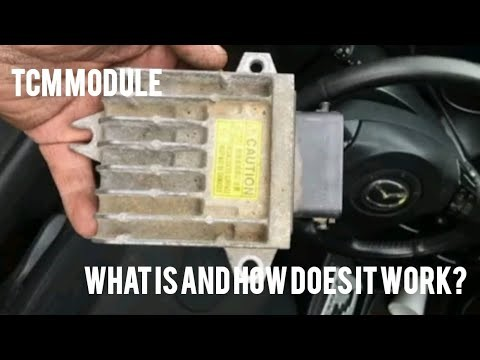 TCM MODULE
CAUTION
WHAT IS AND HOW DOES IT WORK?